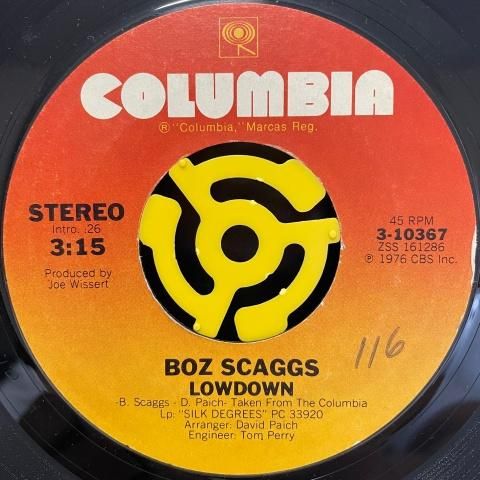 COLUMBIA
® "Columbia," Marcas Reg.
STEREO
Intro. :26
3:15
Produced by
Joe Wissert
45 RPM
3-10367
ZSS 161286
℗ 1976 CBS Inc.
116
BOZ SCAGGS
LOWDOWN
-B. Scaggs - D. Paich- Taken From The Columbia
Lp: "SILK DEGREES" PC 33920
Arranger: David Paich
Engineer: Tom Perry